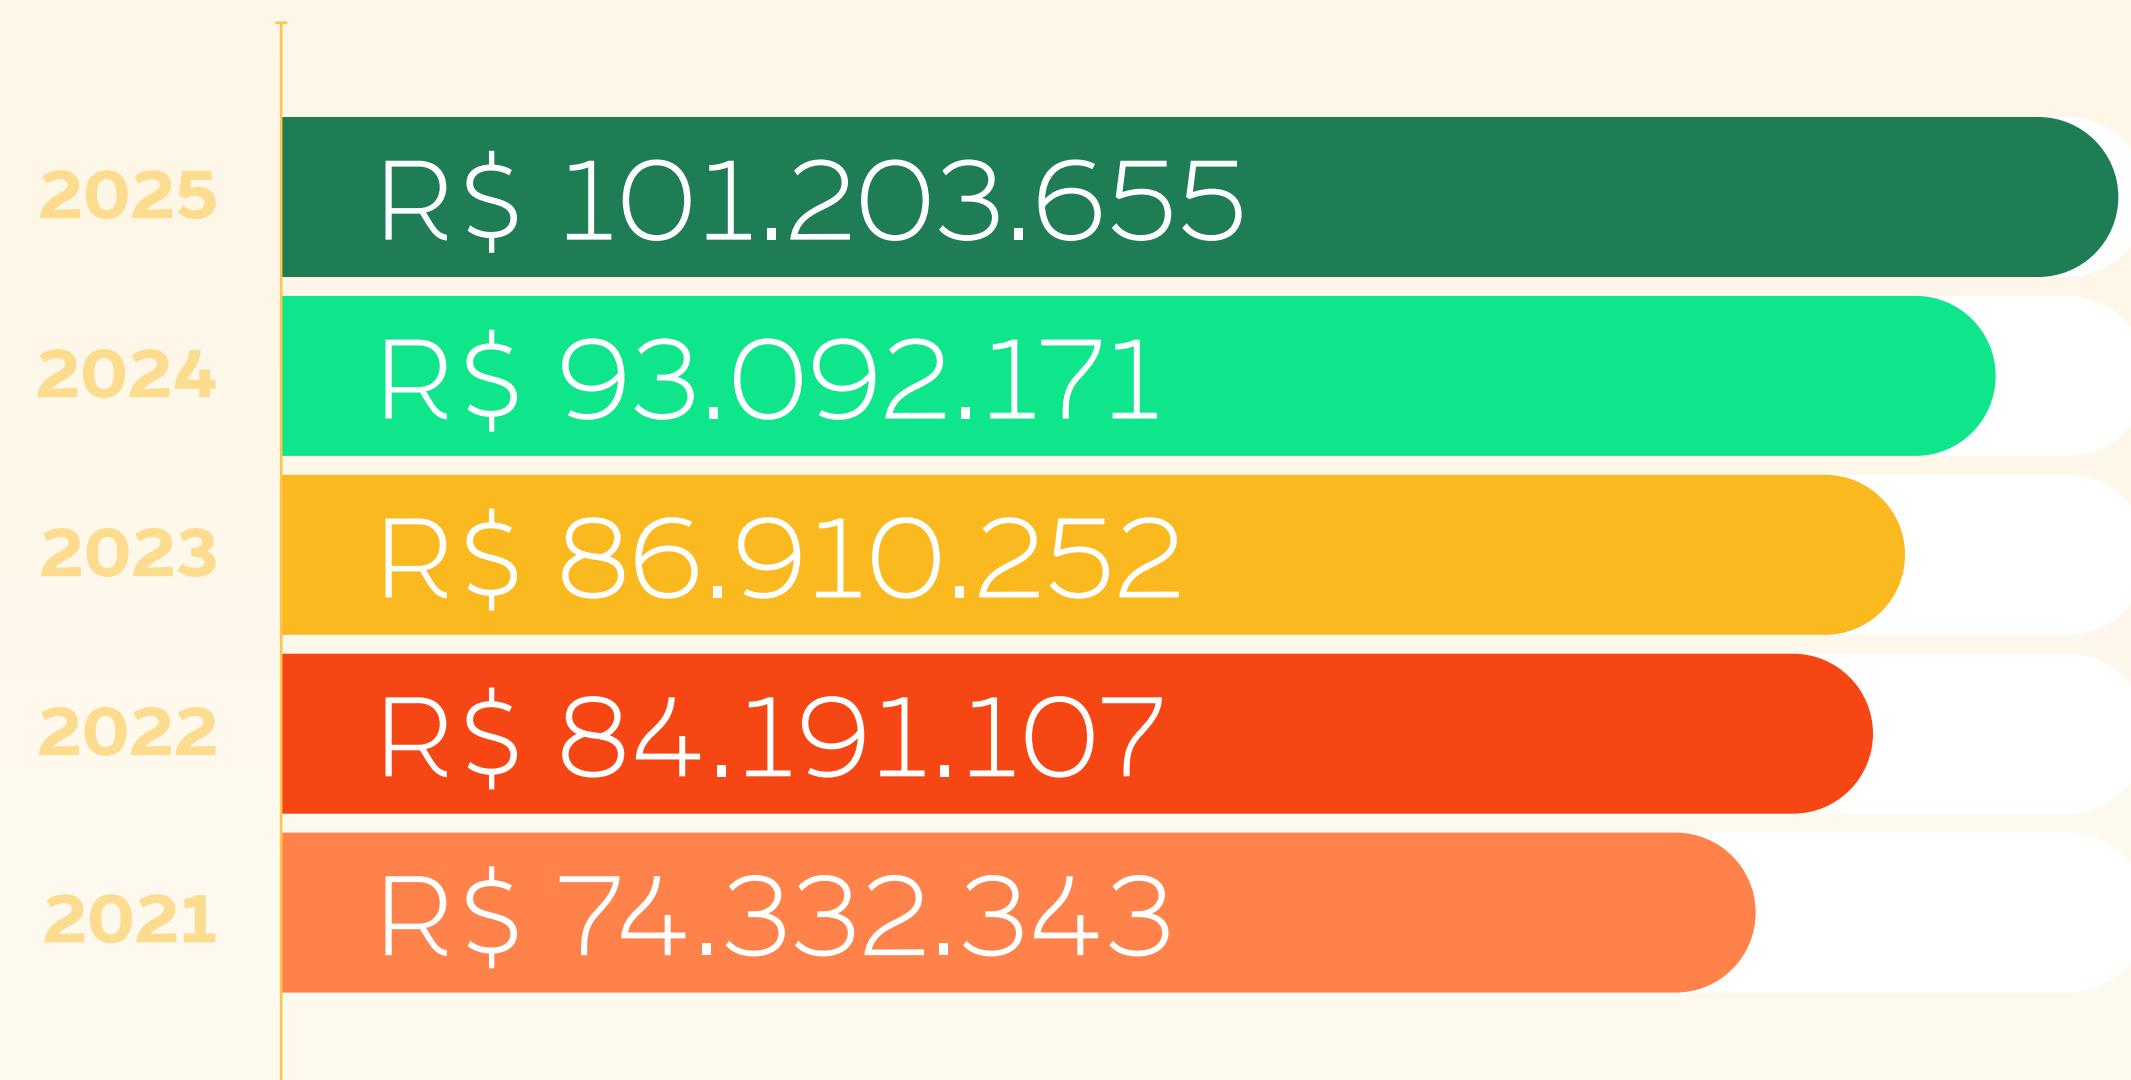 2025 R$ 101.203.655
2024 R$ 93.092.171
2023 R$ 86.910.252
2022 R$ 84.191.107
2021 R$ 74.332.343